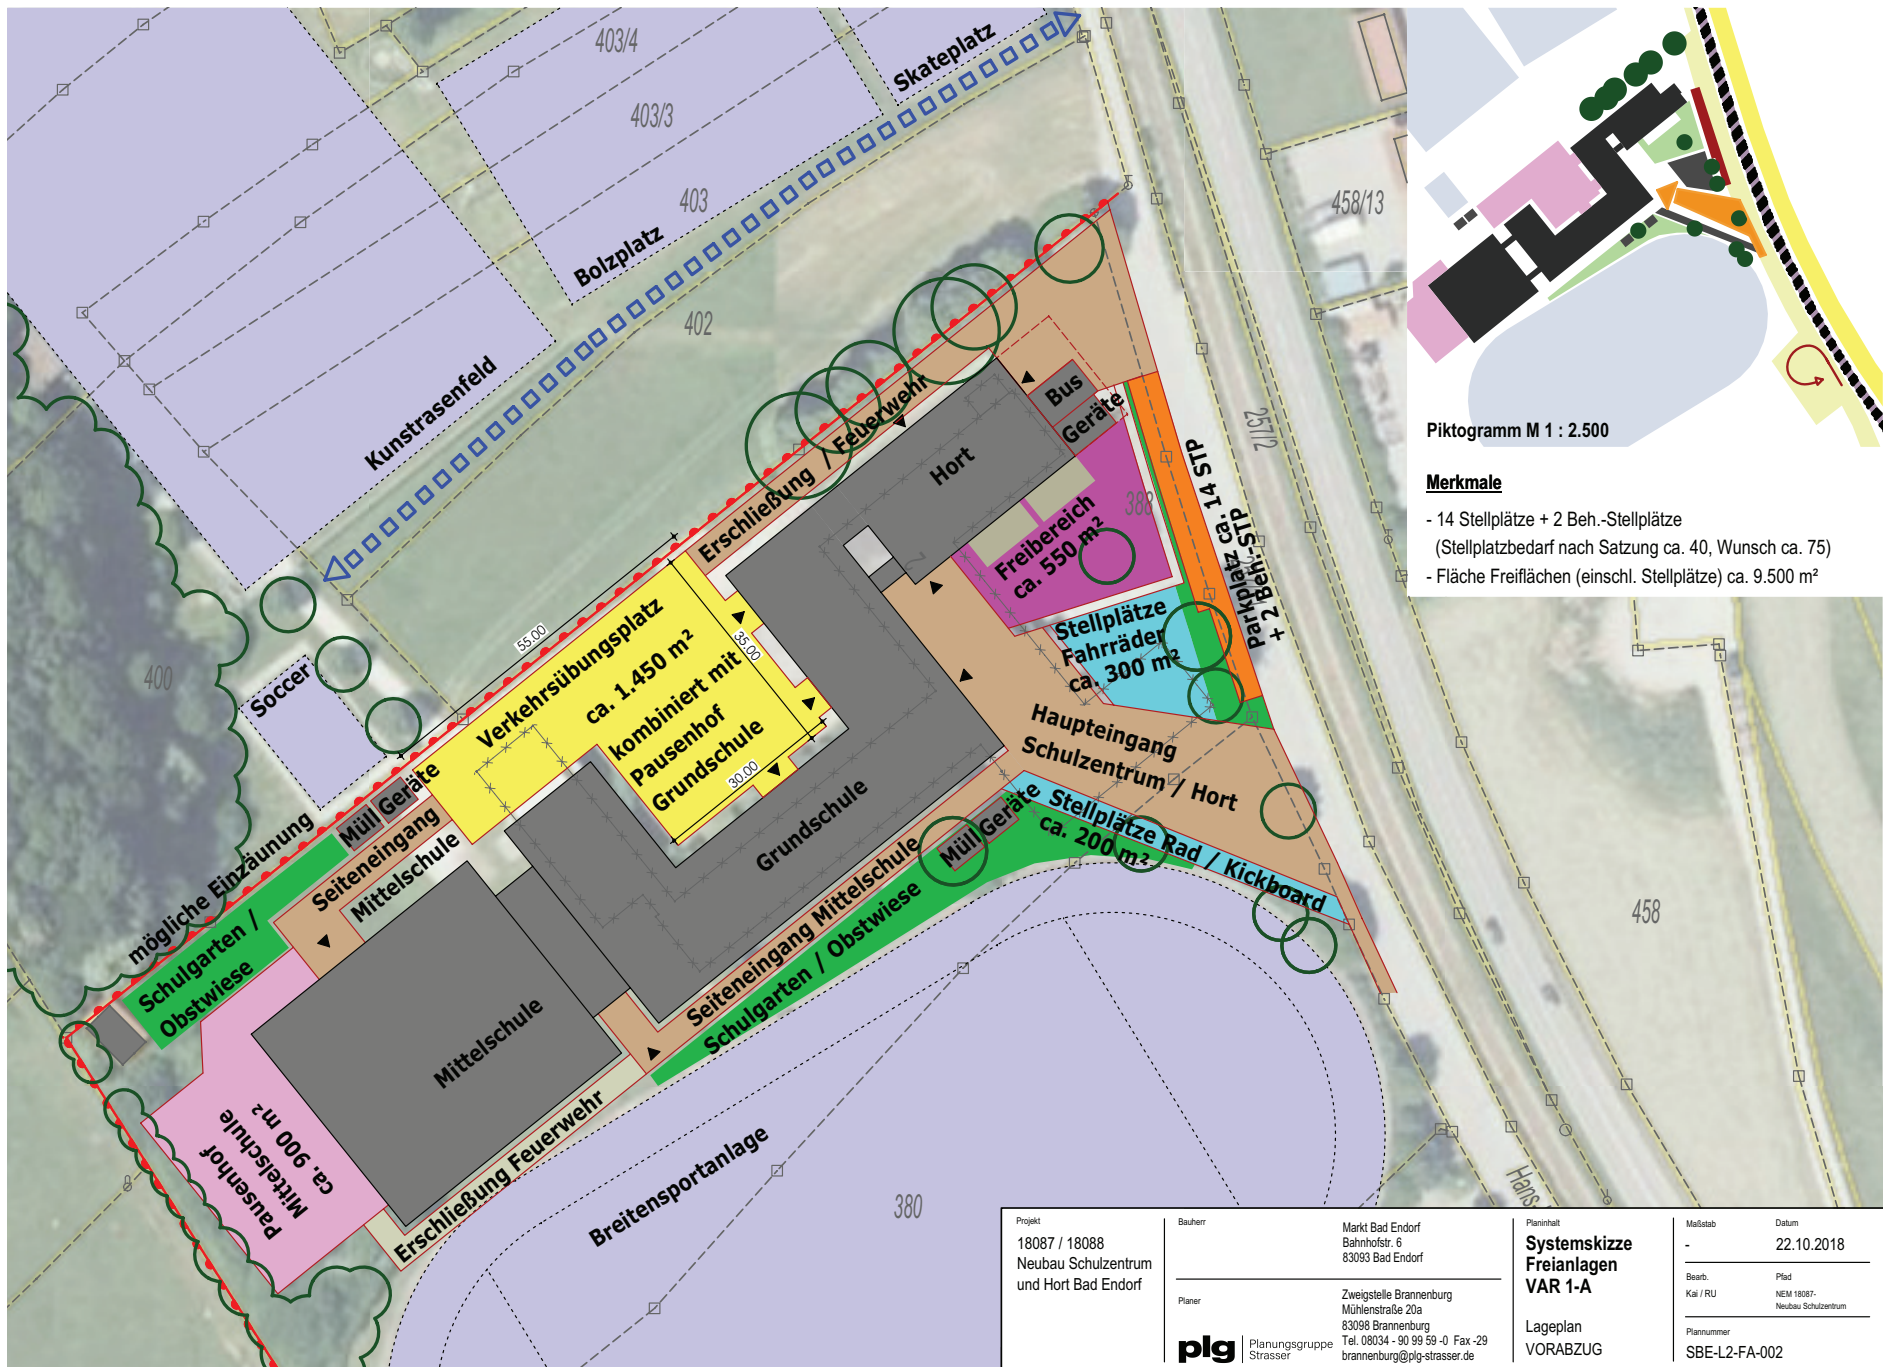 403/4
403/3
403
402
400
388
380
458/13
257/2
458
Skateplatz
Bolzplatz
Kunstrasenfeld
Soccer
Erschließung / Feuerwehr
Bus
Geräte
Hort
Freibereich
ca. 550 m²
Parkplatz ca. 14 STP
+ 2 Beh.-STP
Stellplätze
Fahrräder
ca. 300 m²
55.00
35.00
30.00
Verkehrsübungsplatz
ca. 1.450 m²
kombiniert mit
Pausenhof
Grundschule
Haupteingang
Schulzentrum / Hort
Grundschule
Stellplätze Rad / Kickboard
ca. 200 m²
Müll
Geräte
Müll
Geräte
Seiteneingang
Mittelschule
mögliche Einzäunung
Schulgarten /
Obstwiese
Seiteneingang Mittelschule
Schulgarten / Obstwiese
Mittelschule
Pausenhof
Mittelschule
ca. 900 m²
Erschließung Feuerwehr
Breitensportanlage
Hans-
Piktogramm M 1 : 2.500
Merkmale
- 14 Stellplätze + 2 Beh.-Stellplätze
(Stellplatzbedarf nach Satzung ca. 40, Wunsch ca. 75)
- Fläche Freiflächen (einschl. Stellplätze) ca. 9.500 m²
Projekt
18087 / 18088
Neubau Schulzentrum
und Hort Bad Endorf
Bauherr
Markt Bad Endorf
Bahnhofstr. 6
83093 Bad Endorf
Planer
Zweigstelle Brannenburg
Mühlenstraße 20a
83098 Brannenburg
Tel. 08034 - 90 99 59 -0 Fax -29
brannenburg@plg-strasser.de
plg Planungsgruppe
Strasser
Planinhalt
Systemskizze
Freianlagen
VAR 1-A
Lageplan
VORABZUG
Maßstab
-
Datum
22.10.2018
Bearb.
Kai / RU
Pfad
NEM 18087-
Neubau Schulzentrum
Plannummer
SBE-L2-FA-002